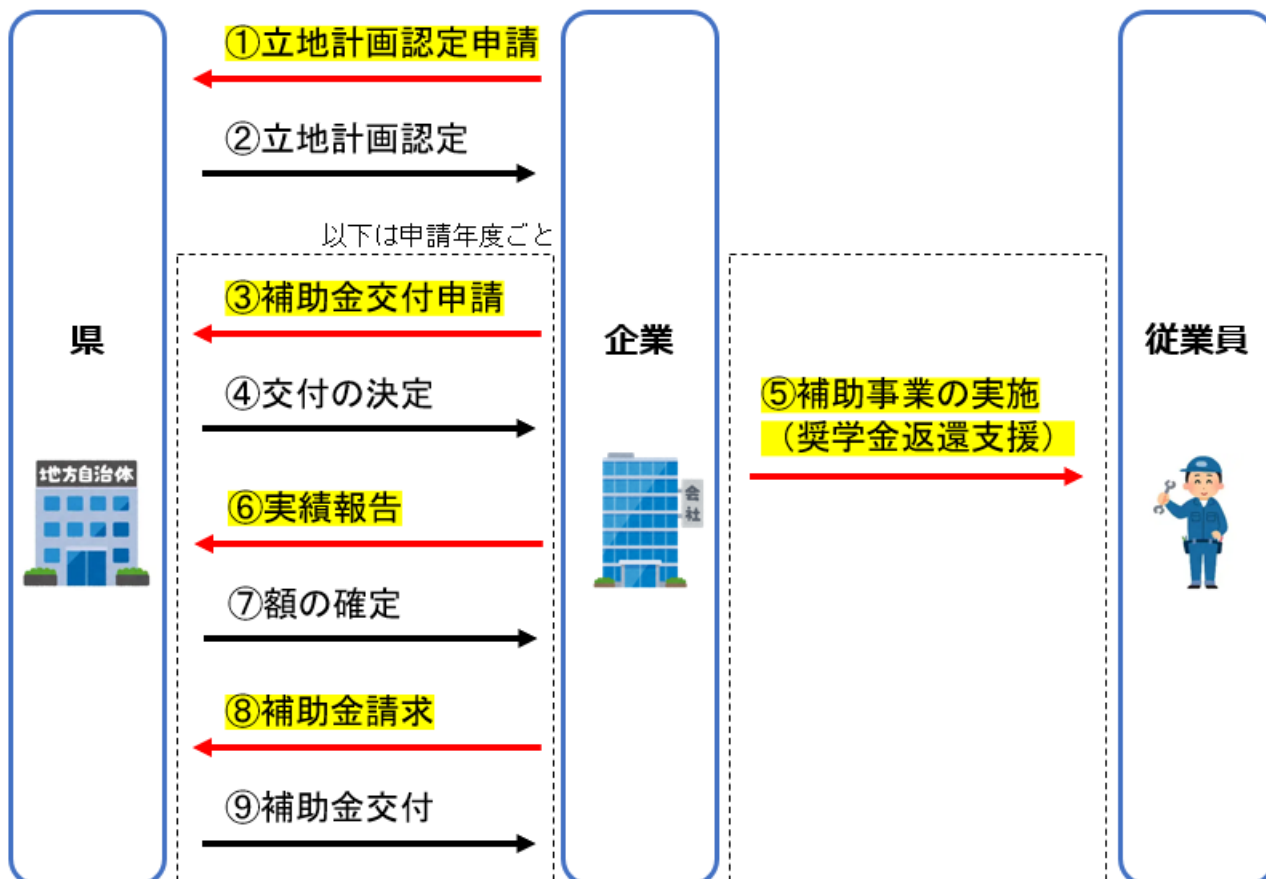 ①立地計画認定申請
②立地計画認定
以下は申請年度ごと
③補助金交付申請
県
企業
従業員
④交付の決定
⑤補助事業の実施
（奨学金返還支援）
地方自治体
会社
⑥実績報告
⑦額の確定
⑧補助金請求
⑨補助金交付